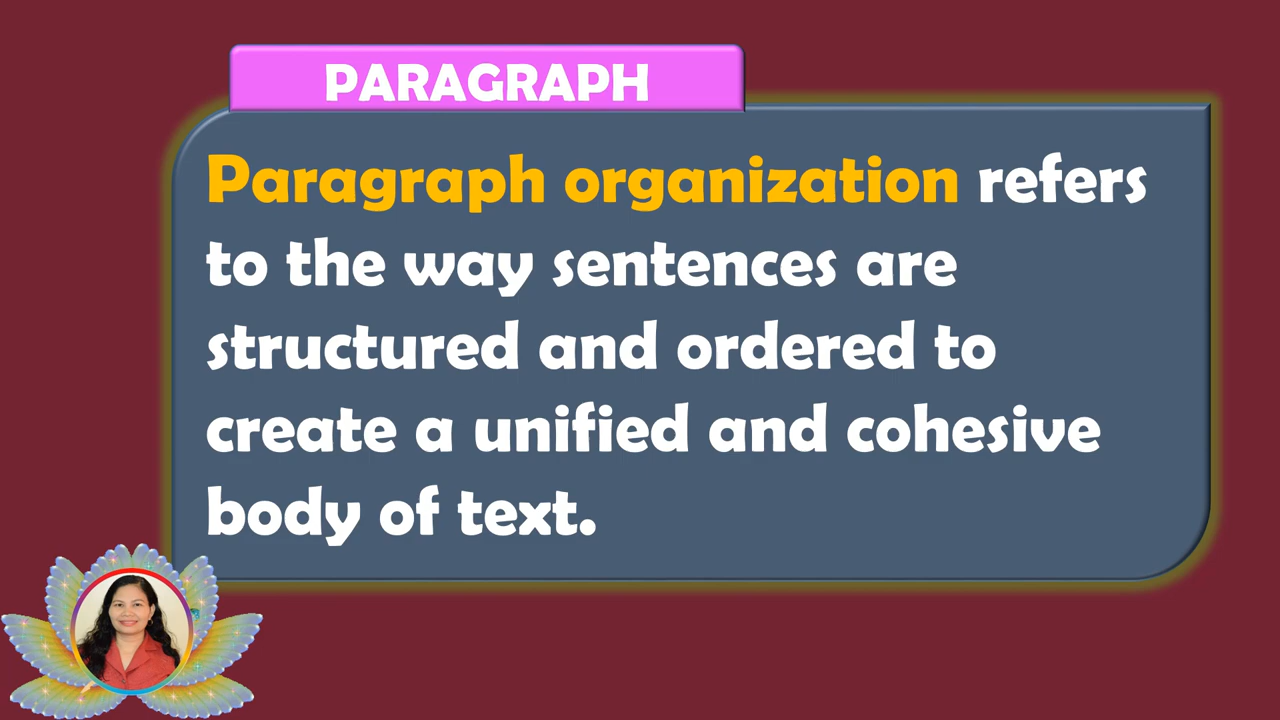 PARAGRAPH
Paragraph organization refers
to the way sentences are
structured and ordered to
create a unified and cohesive
body of text.